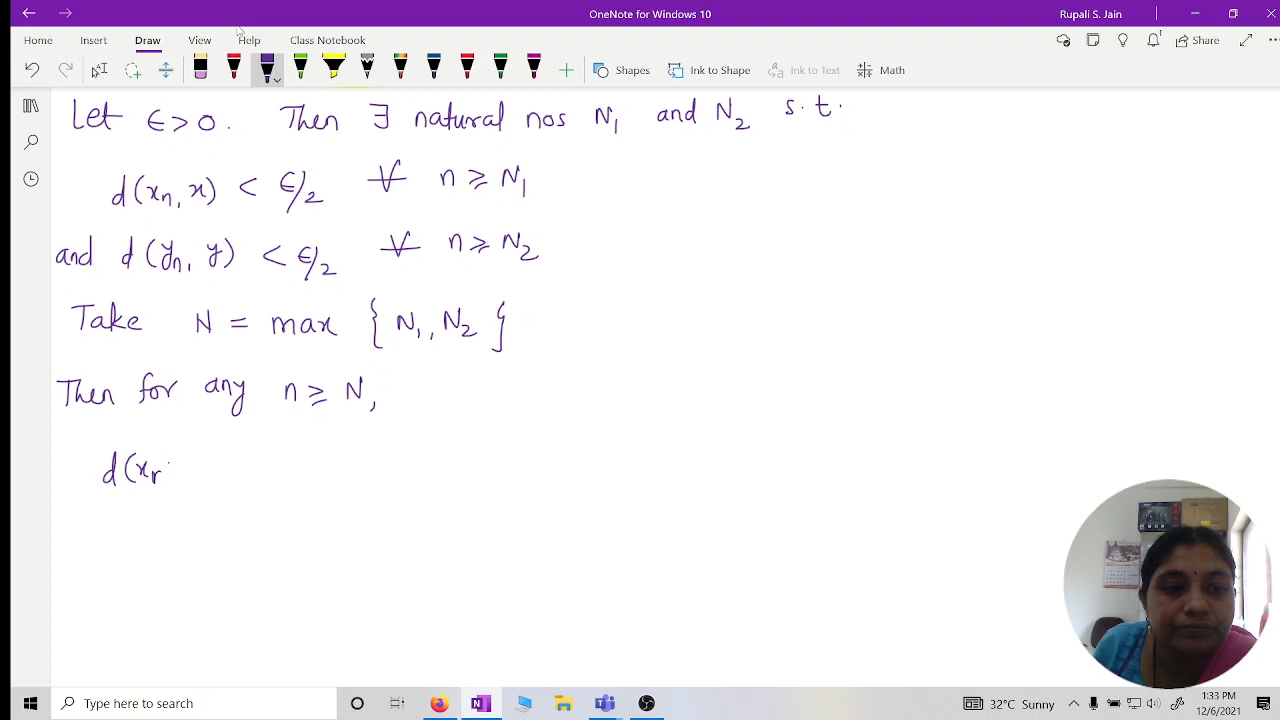 OneNote for Windows 10
Rupali S. Jain
Home Insert Draw View Help Class Notebook
Share
Shapes Ink to Shape Ink to Text Math
Let ∈ > 0. Then ∃ natural nos N₁ and N₂ s.t.
d(xₙ, x) < ∈/2 ∀ n ≥ N₁
and d(yₙ, y) < ∈/2 ∀ n ≥ N₂
Take N = max { N₁, N₂ }
Then for any n ≥ N,
d(x
Type here to search
32°C Sunny
1:33 PM
12/6/2021